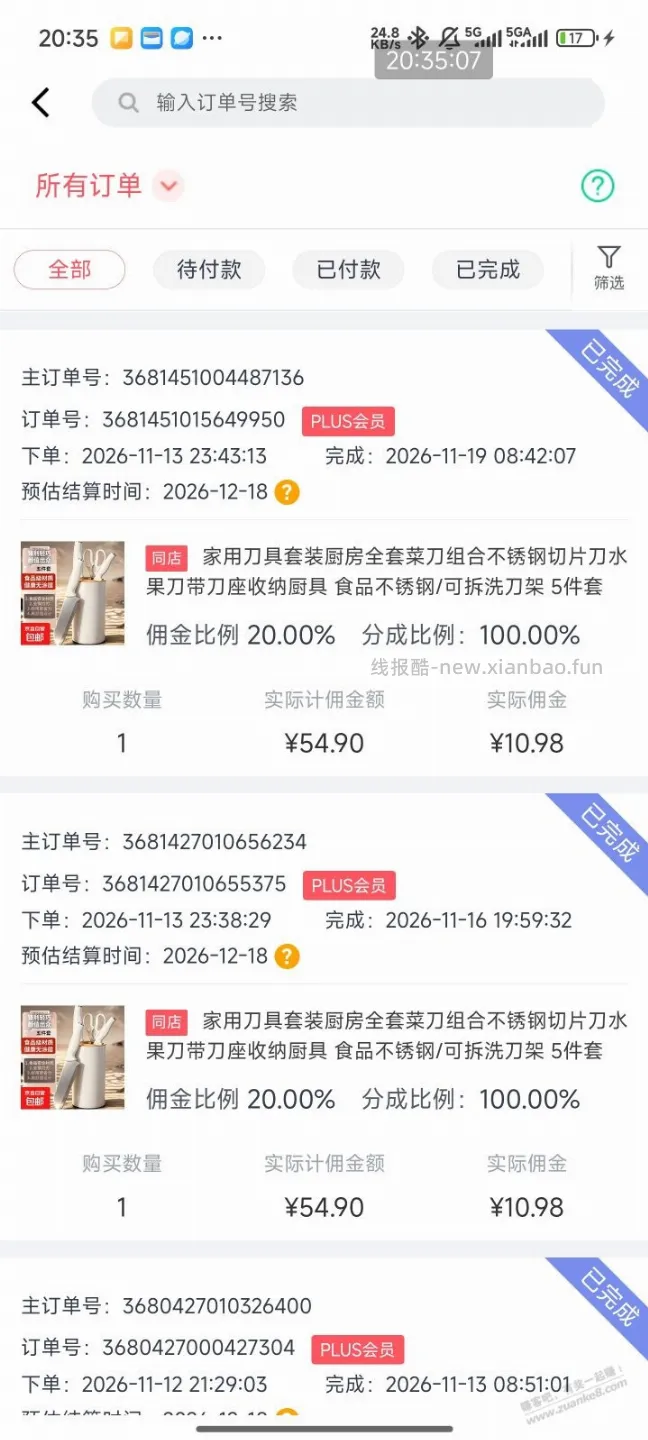 20:35
24.8 KB/s 5G 5GA 17
20:35:07
输入订单号搜索
所有订单
全部 待付款 已付款 已完成 筛选
已完成
主订单号：3681451004487136
订单号：3681451015649950 PLUS会员
下单：2026-11-13 23:43:13 完成：2026-11-19 08:42:07
预估结算时间：2026-12-18 ?
同店 家用刀具套装厨房全套菜刀组合不锈钢切片刀水
果刀带刀座收纳厨具 食品不锈钢/可拆洗刀架 5件套
包邮
佣金比例 20.00% 分成比例：100.00%
线报酷-new.xianbao.fun
购买数量 实际计佣金额 实际佣金
1 ¥54.90 ¥10.98
已完成
主订单号：3681427010656234
订单号：3681427010655375 PLUS会员
下单：2026-11-13 23:38:29 完成：2026-11-16 19:59:32
预估结算时间：2026-12-18 ?
同店 家用刀具套装厨房全套菜刀组合不锈钢切片刀水
果刀带刀座收纳厨具 食品不锈钢/可拆洗刀架 5件套
包邮
佣金比例 20.00% 分成比例：100.00%
购买数量 实际计佣金额 实际佣金
1 ¥54.90 ¥10.98
已完成
主订单号：3680427010326400
订单号：3680427000427304 PLUS会员
下单：2026-11-12 21:29:03 完成：2026-11-13 08:51:01
预估结算时间：2026-12-18
www.zuanke8.com